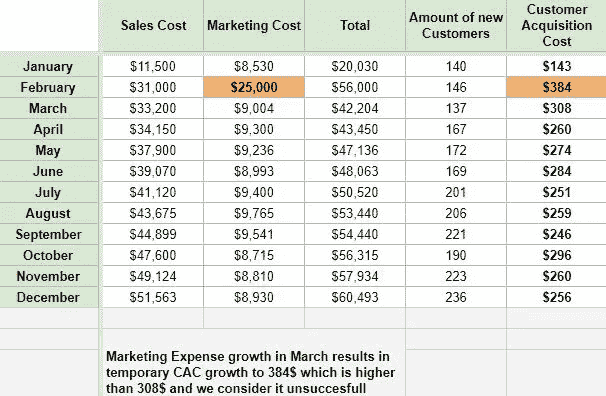 Sales Cost Marketing Cost Total Amount of new Customers Customer Acquisition Cost
January $11,500 $8,530 $20,030 140 $143
February $31,000 $25,000 $56,000 146 $384
March $33,200 $9,004 $42,204 137 $308
April $34,150 $9,300 $43,450 167 $260
May $37,900 $9,236 $47,136 172 $274
June $39,070 $8,993 $48,063 169 $284
July $41,120 $9,400 $50,520 201 $251
August $43,675 $9,765 $53,440 206 $259
September $44,899 $9,541 $54,440 221 $246
October $47,600 $8,715 $56,315 190 $296
November $49,124 $8,810 $57,934 223 $260
December $51,563 $8,930 $60,493 236 $256
Marketing Expense growth in March results in
temporary CAC growth to 384$ which is higher
than 308$ and we consider it unsuccesfull